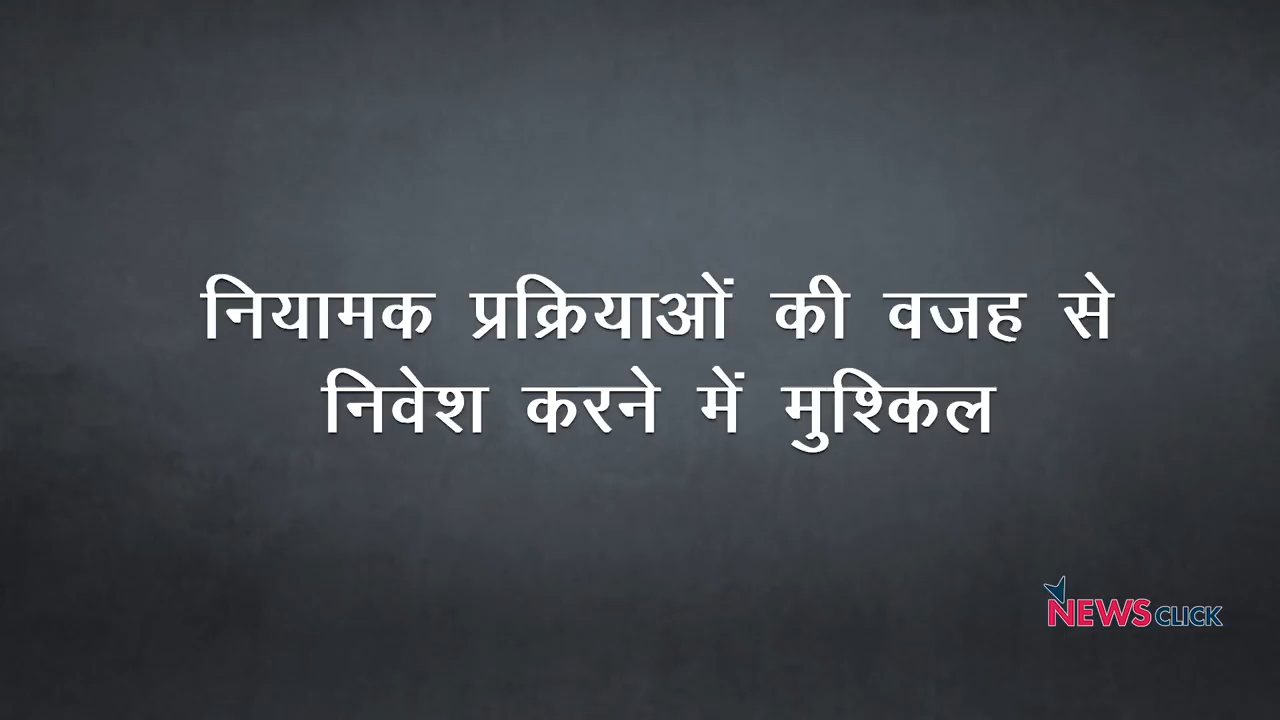 नियामक प्रक्रियाओं की वजह से
निवेश करने में मुश्किल
NEWSCLICK